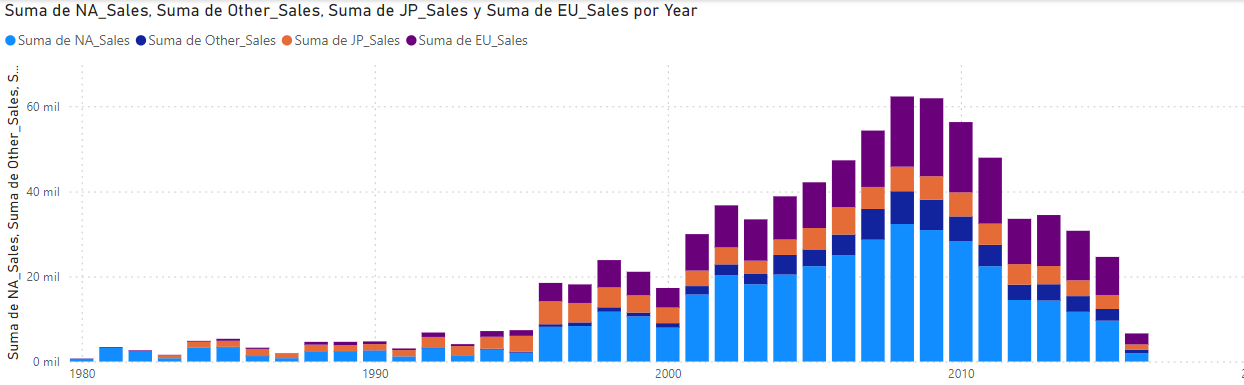 Suma de NA_Sales, Suma de Other_Sales, Suma de JP_Sales y Suma de EU_Sales por Year
Suma de NA_Sales Suma de Other_Sales Suma de JP_Sales Suma de EU_Sales
Suma de NA_Sales, Suma de Other_Sales, S...
60 mil
40 mil
20 mil
0 mil
1980 1990 2000 2010 2